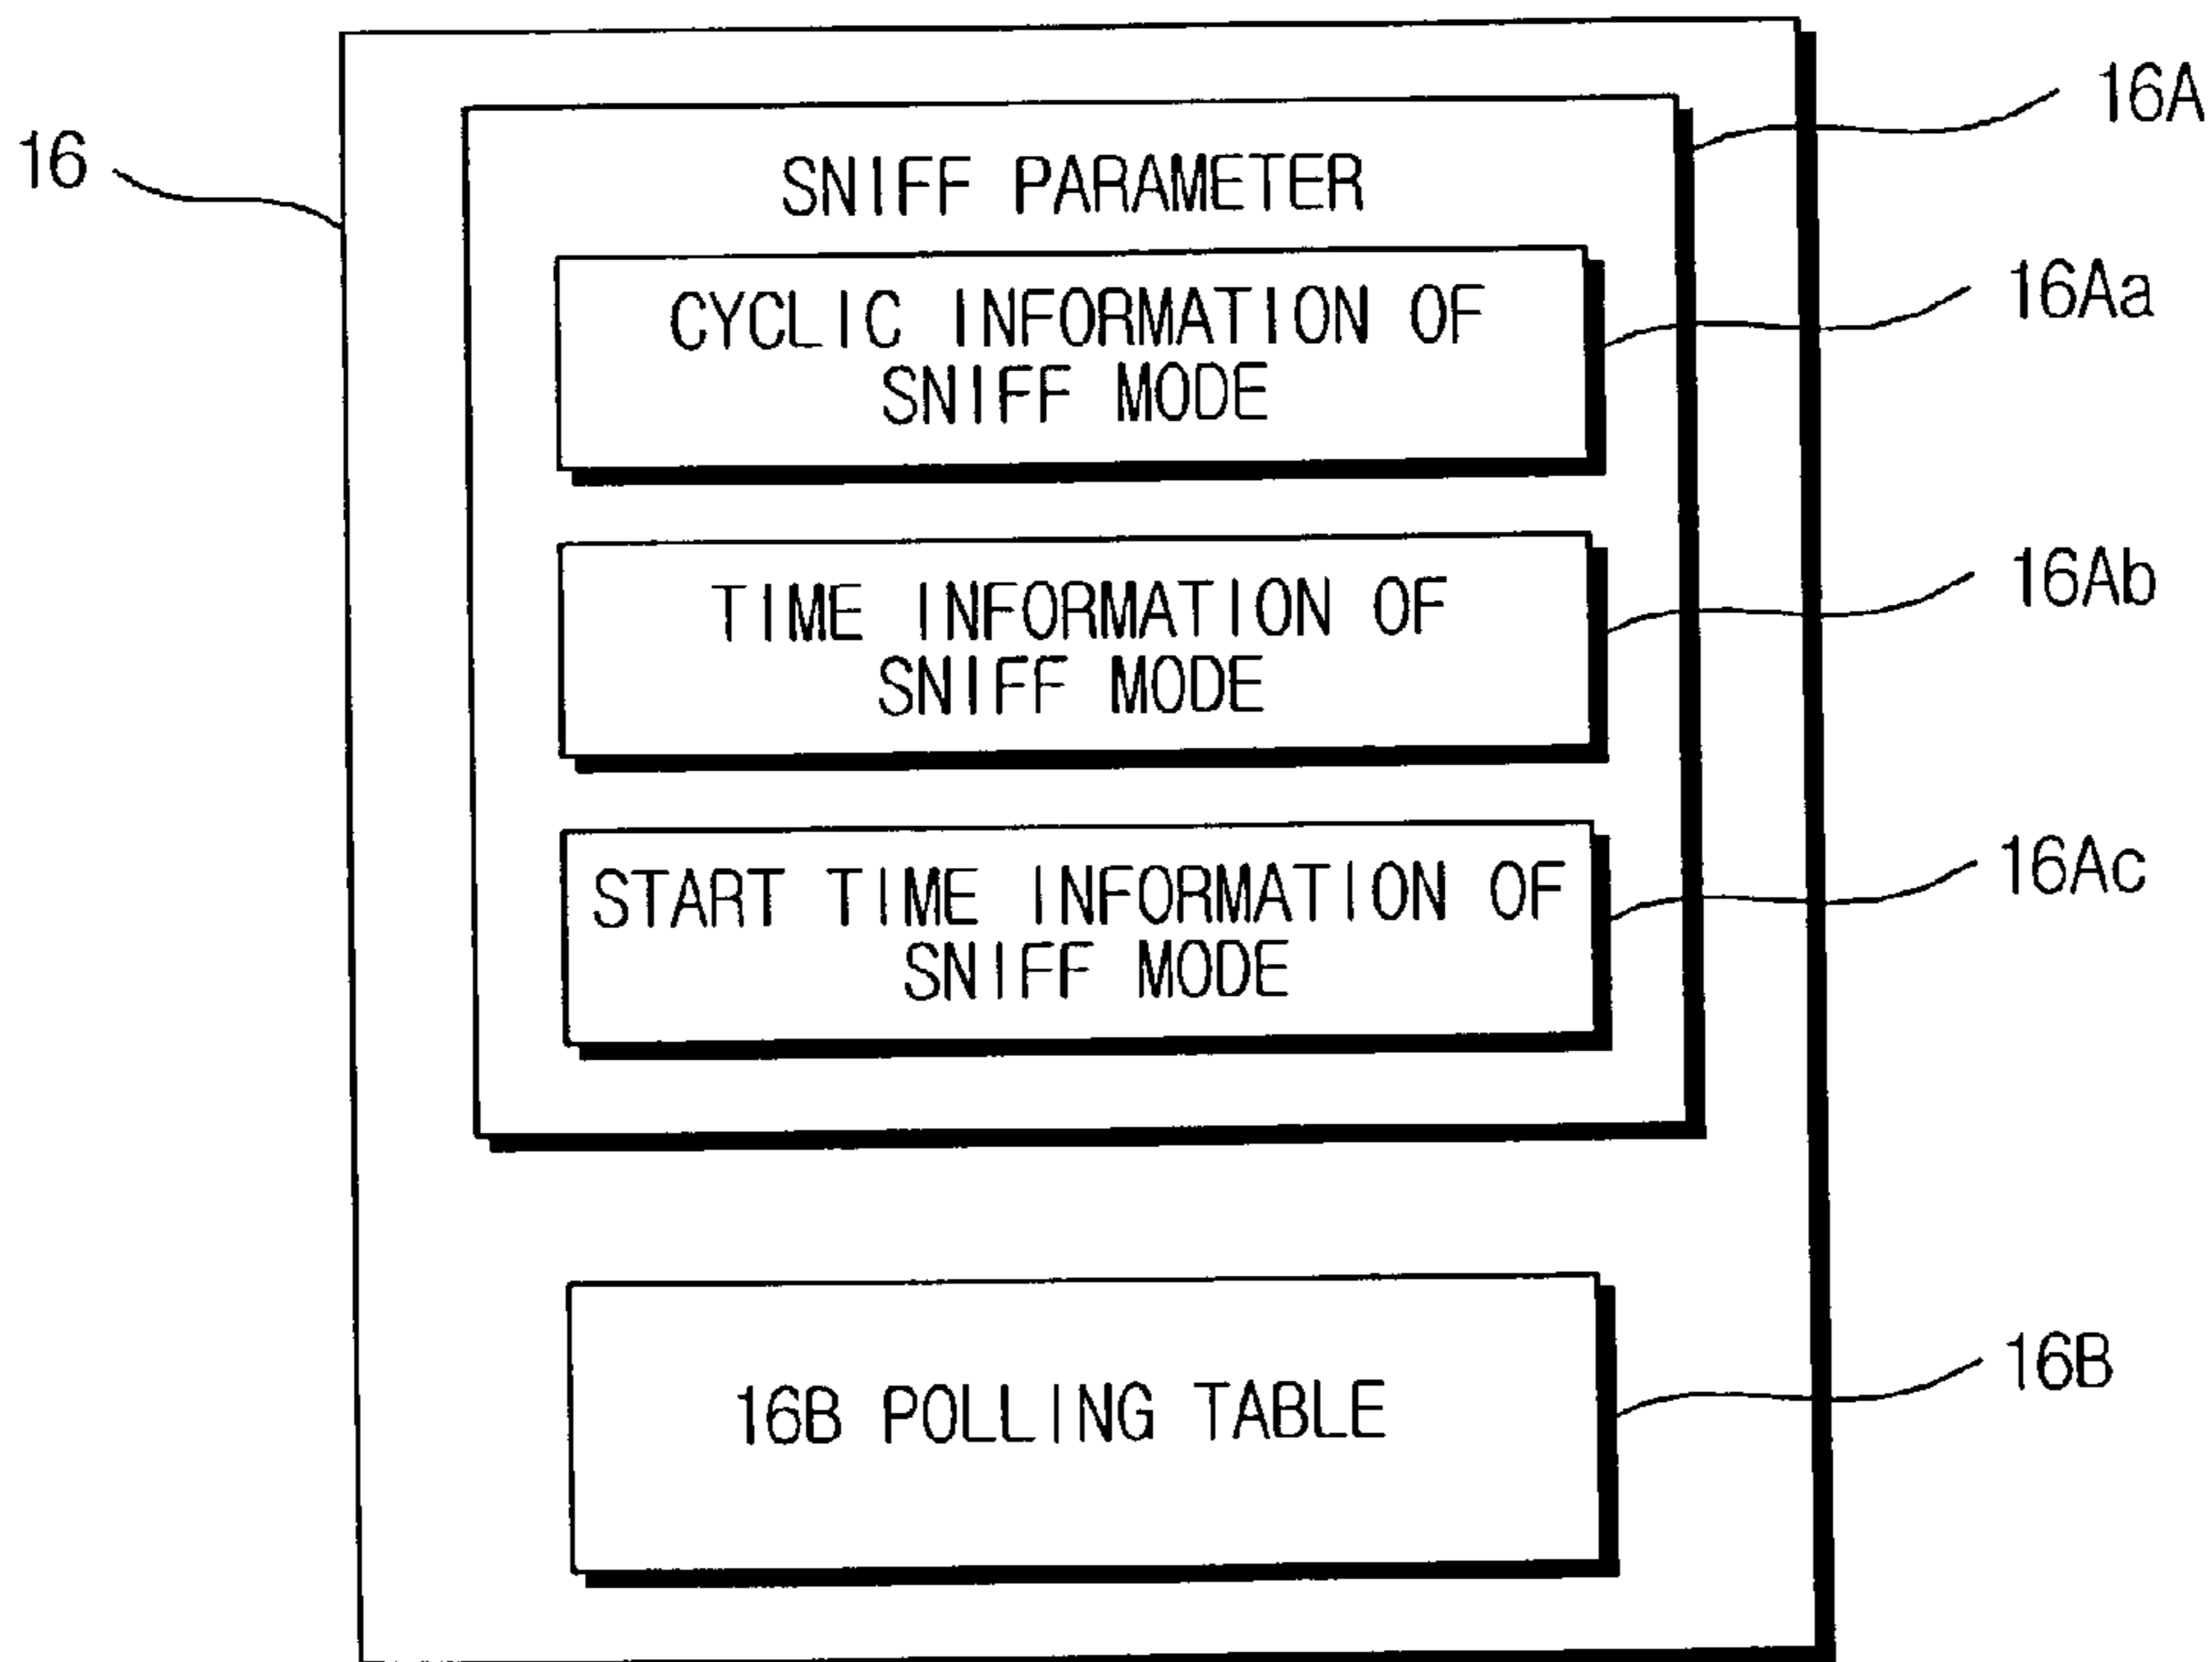 16
16A
SNIFF PARAMETER
16Aa
CYCLIC INFORMATION OF
SNIFF MODE
16Ab
TIME INFORMATION OF
SNIFF MODE
16Ac
START TIME INFORMATION OF
SNIFF MODE
16B
16B POLLING TABLE